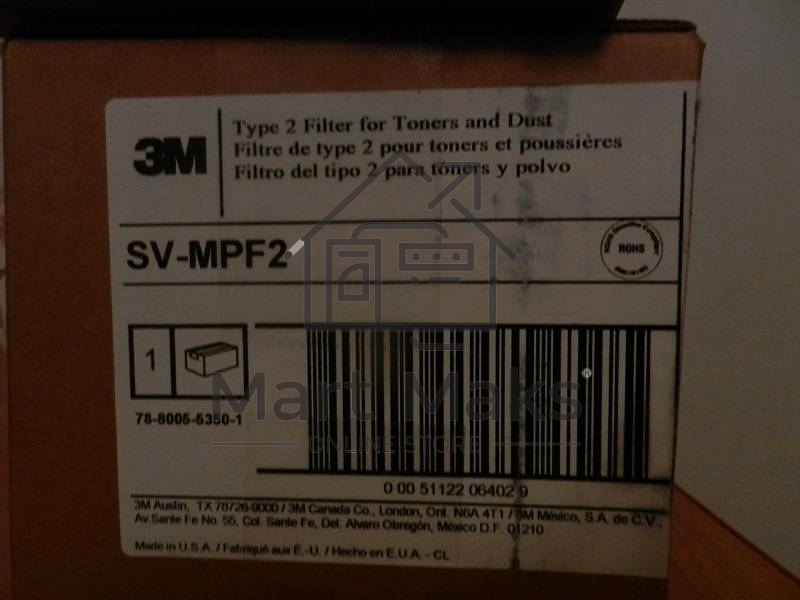 3M
Type 2 Filter for Toners and Dust
Filtre de type 2 pour toners et poussières
Filtro del tipo 2 para toners y polvo
SV-MPF2
ROHS
1
78-8005-5350-1
Mart Maks ®
ONLINE STORE
0 00 51122 06402 9
3M Austin, TX 78726-9000 / 3M Canada Co., London, Ont. N6A 4T1 / 3M México, S.A. de C.V.,
Av.Sante Fe No. 55, Col. Sante Fe, Del. Alvaro Obregón, México D.F. 01210
Made in U.S.A. / Fabriqué aux É.-U. / Hecho en E.U.A. - CL